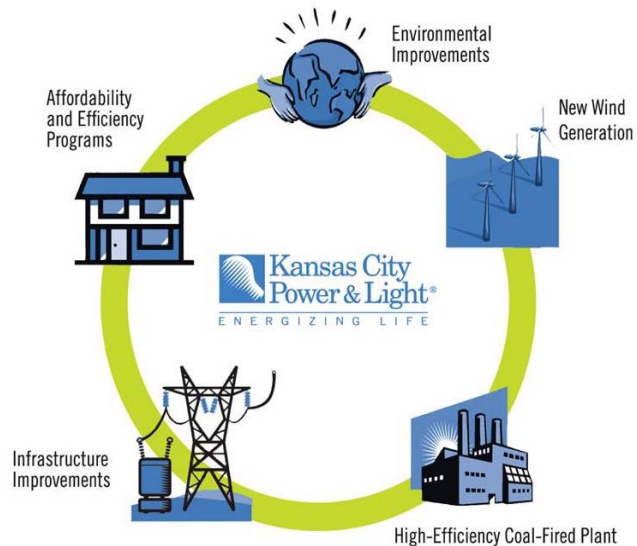 Environmental
Improvements
New Wind
Generation
Affordability
and Efficiency
Programs
Kansas City
Power & Light®
ENERGIZING LIFE
Infrastructure
Improvements
High-Efficiency Coal-Fired Plant